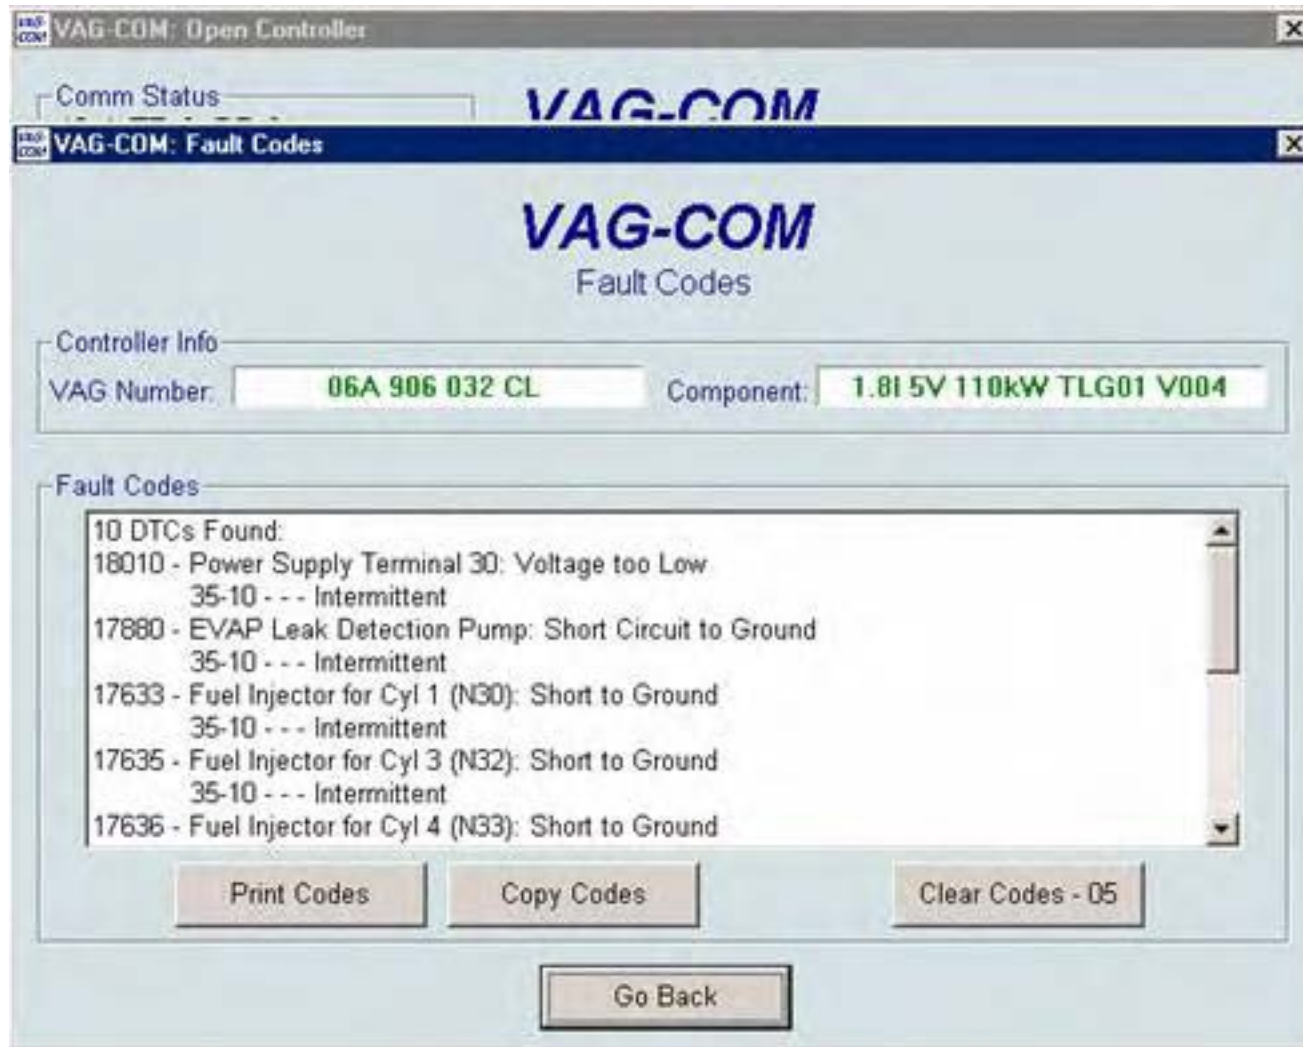 VAG-COM: Open Controller
Comm Status
VAG-COM
VAG-COM: Fault Codes
VAG-COM
Fault Codes
Controller Info
VAG Number: 06A 906 032 CL Component: 1.8l 5V 110kW TLG01 V004
Fault Codes
10 DTCs Found:
18010 - Power Supply Terminal 30: Voltage too Low
35-10 - - - Intermittent
17880 - EVAP Leak Detection Pump: Short Circuit to Ground
35-10 - - - Intermittent
17633 - Fuel Injector for Cyl 1 (N30): Short to Ground
35-10 - - - Intermittent
17635 - Fuel Injector for Cyl 3 (N32): Short to Ground
35-10 - - - Intermittent
17636 - Fuel Injector for Cyl 4 (N33): Short to Ground
Print Codes Copy Codes Clear Codes - 05
Go Back